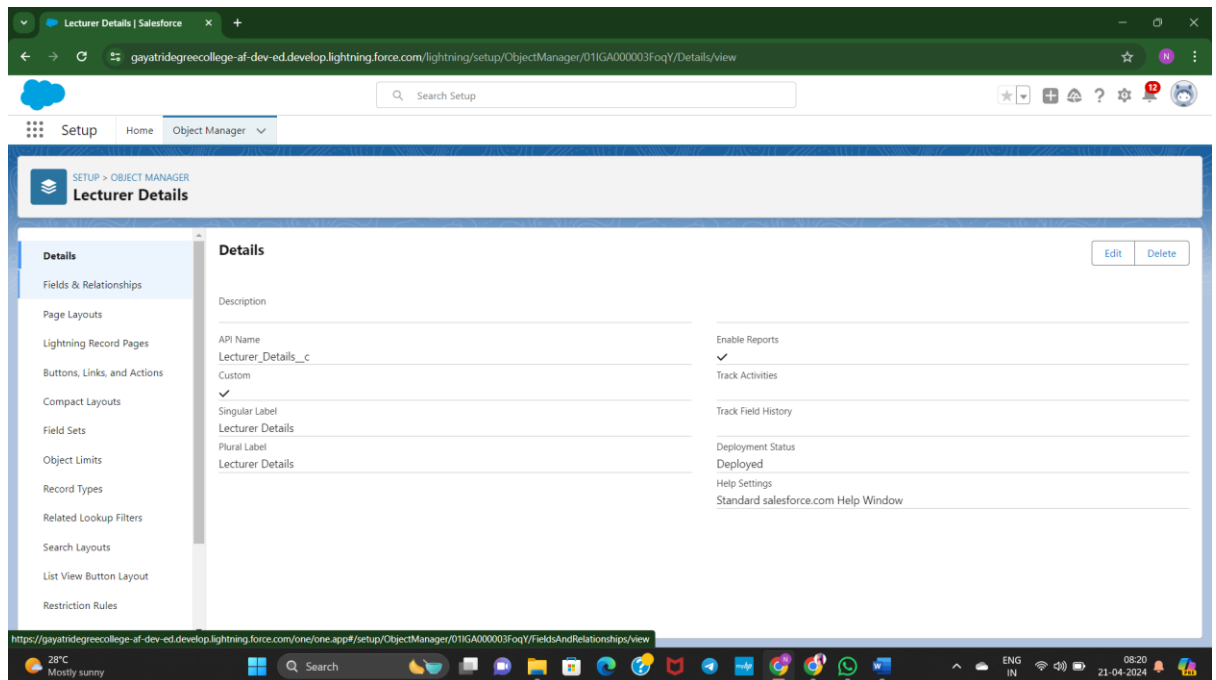 Lecturer Details | Salesforce
gayatridegreecollege-af-dev-ed.develop.lightning.force.com/lightning/setup/ObjectManager/01IGA000003FoqY/Details/view
N
Search Setup
12
Setup Home Object Manager
SETUP > OBJECT MANAGER
Lecturer Details
Details
Fields & Relationships
Page Layouts
Lightning Record Pages
Buttons, Links, and Actions
Compact Layouts
Field Sets
Object Limits
Record Types
Related Lookup Filters
Search Layouts
List View Button Layout
Restriction Rules
Details
Edit Delete
Description
API Name
Lecturer_Details__c
Custom
Singular Label
Lecturer Details
Plural Label
Lecturer Details
Enable Reports
Track Activities
Track Field History
Deployment Status
Deployed
Help Settings
Standard salesforce.com Help Window
https://gayatridegreecollege-af-dev-ed.develop.lightning.force.com/one/one.app#/setup/ObjectManager/01IGA000003FoqY/FieldsAndRelationships/view
28°C
Mostly sunny
Search
ENG
IN
08:20
21-04-2024